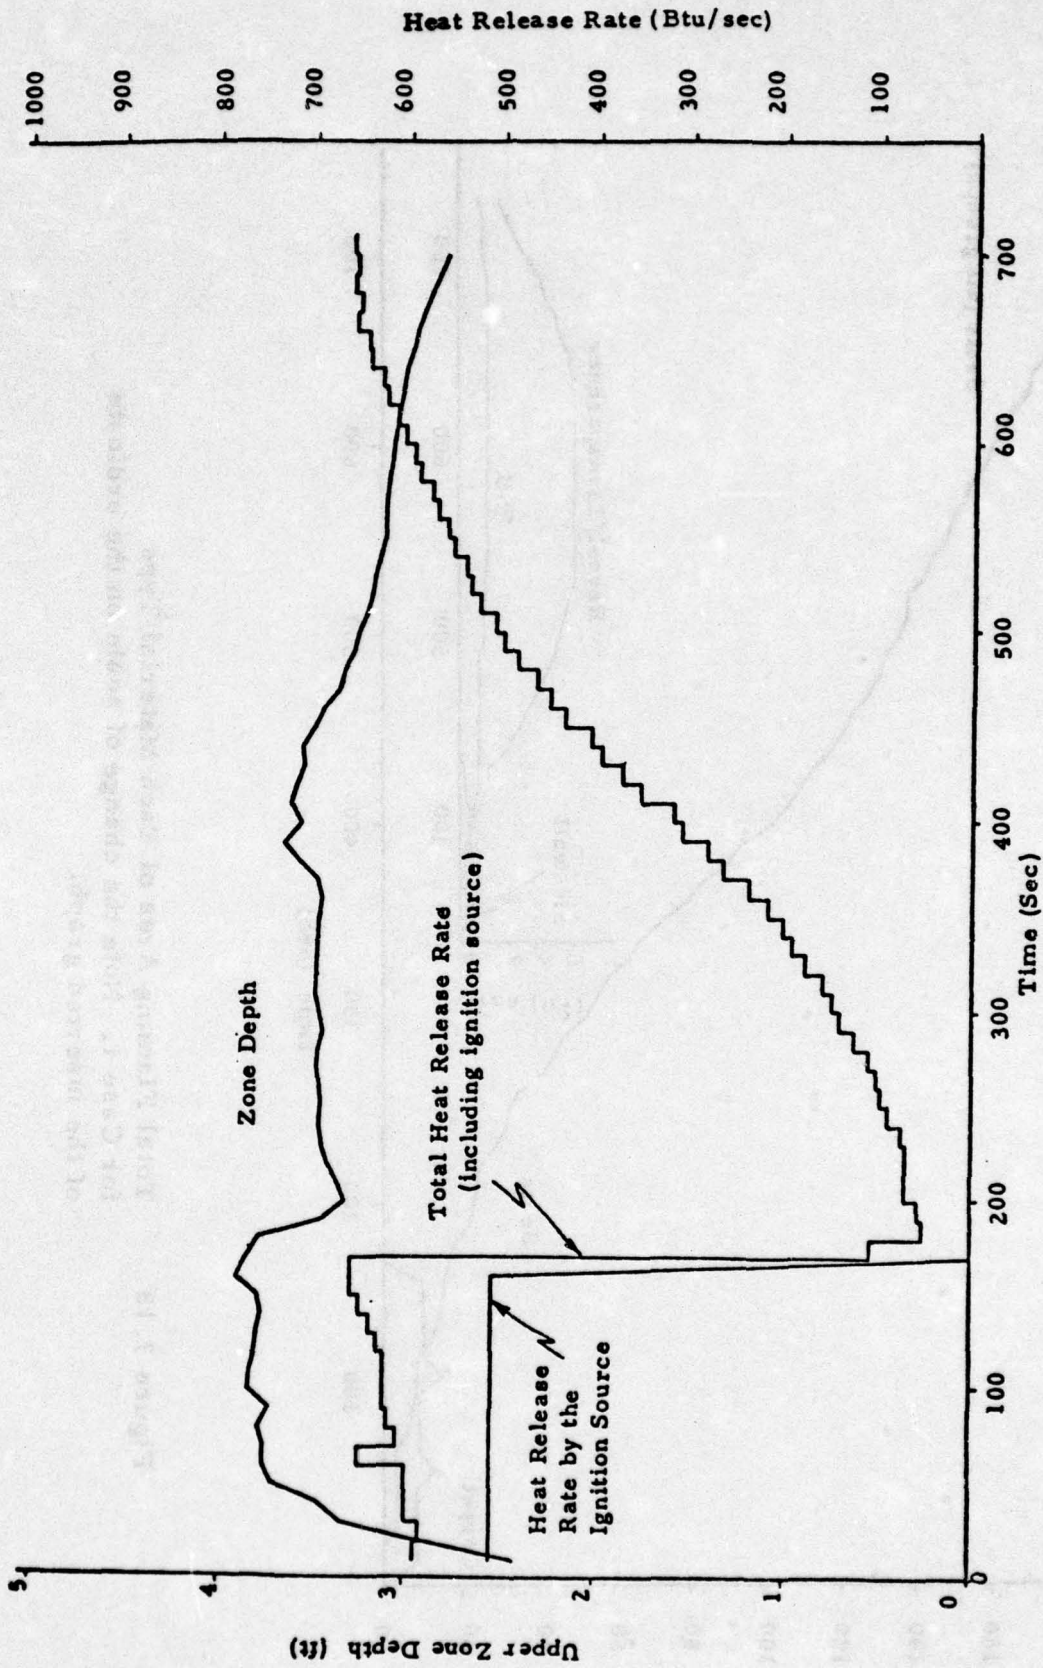 Heat Release Rate (Btu/sec)
1000
900
800
700
600
500
400
300
200
100
Zone Depth
Total Heat Release Rate
(including ignition source)
Heat Release
Rate by the
Ignition Source
5
4
3
2
1
0
Upper Zone Depth (ft)
0
100
200
300
400
500
600
700
Time (Sec)